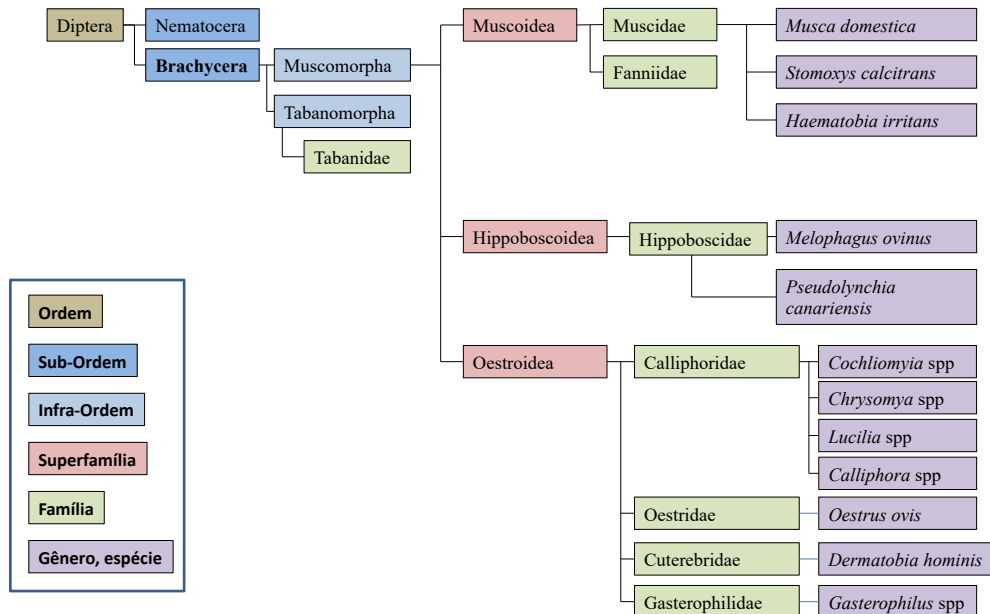 Diptera
Nematocera
Brachycera
Muscomorpha
Tabanomorpha
Tabanidae
Muscoidea
Muscidae
Fanniidae
Musca domestica
Stomoxys calcitrans
Haematobia irritans
Hippoboscoidea
Hippoboscidae
Melophagus ovinus
Pseudolynchia
canariensis
Oestroidea
Calliphoridae
Cochliomyia spp
Chrysomya spp
Lucilia spp
Calliphora spp
Oestridae
Oestrus ovis
Cuterebridae
Dermatobia hominis
Gasterophilidae
Gasterophilus spp
Ordem
Sub-Ordem
Infra-Ordem
Superfamília
Família
Gênero, espécie